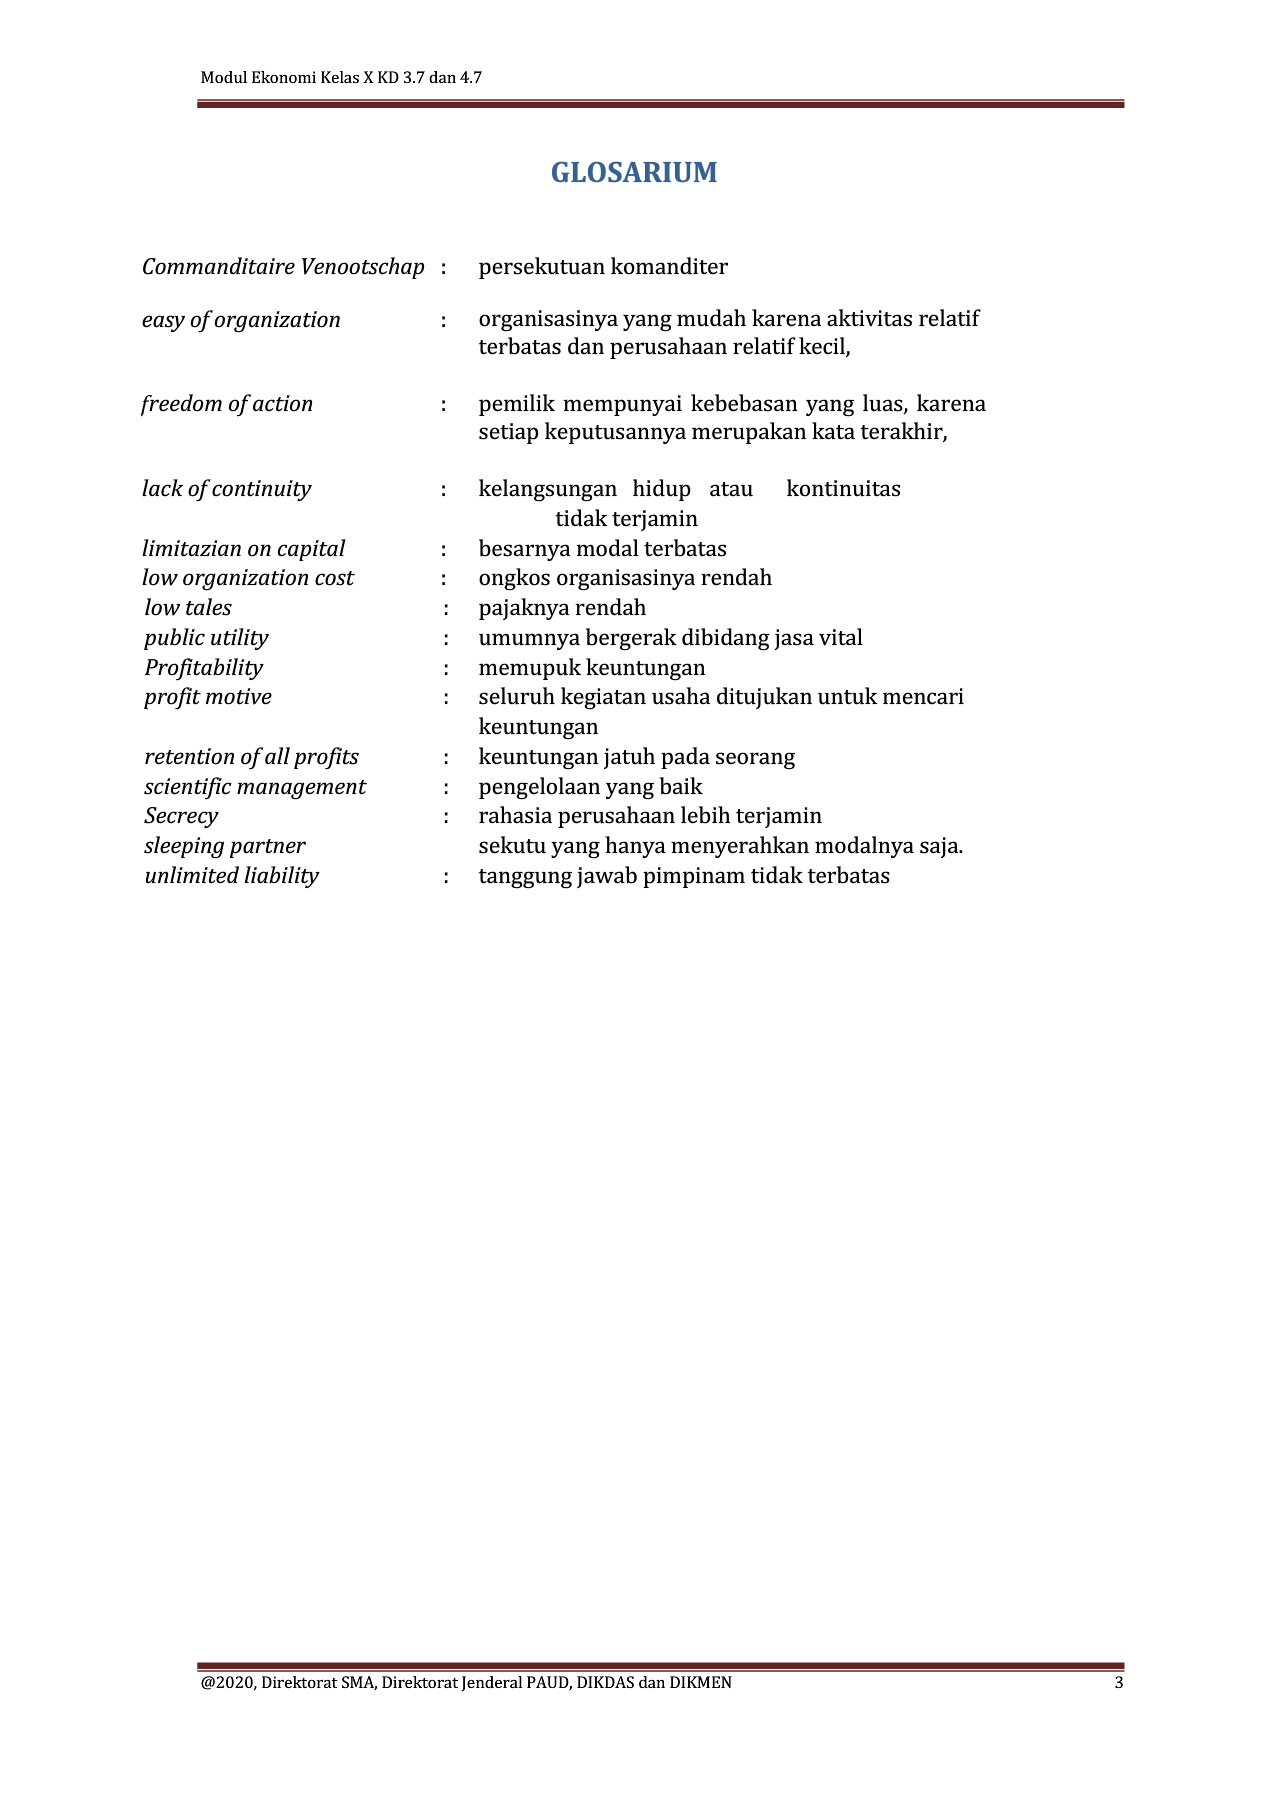 Modul Ekonomi Kelas X KD 3.7 dan 4.7
GLOSARIUM
Commanditaire Venootschap : persekutuan komanditer
easy of organization : organisasinya yang mudah karena aktivitas relatif
terbatas dan perusahaan relatif kecil,
freedom of action : pemilik mempunyai kebebasan yang luas, karena
setiap keputusannya merupakan kata terakhir,
lack of continuity : kelangsungan hidup atau kontinuitas
tidak terjamin
limitazian on capital : besarnya modal terbatas
low organization cost : ongkos organisasinya rendah
low tales : pajaknya rendah
public utility : umumnya bergerak dibidang jasa vital
Profitability : memupuk keuntungan
profit motive : seluruh kegiatan usaha ditujukan untuk mencari
keuntungan
retention of all profits : keuntungan jatuh pada seorang
scientific management : pengelolaan yang baik
Secrecy : rahasia perusahaan lebih terjamin
sleeping partner sekutu yang hanya menyerahkan modalnya saja.
unlimited liability : tanggung jawab pimpinam tidak terbatas
@2020, Direktorat SMA, Direktorat Jenderal PAUD, DIKDAS dan DIKMEN 3